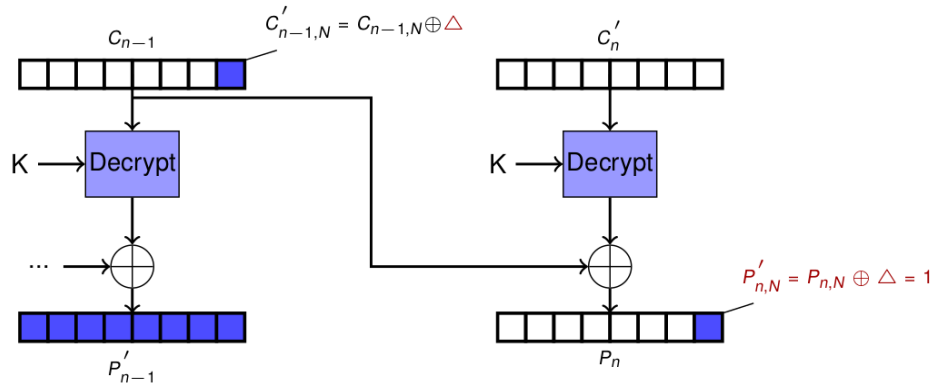 C′ₙ₋₁,N = Cₙ₋₁,N ⊕ △
Cₙ₋₁
C′ₙ
K
Decrypt
K
Decrypt
...
P′ₙ,N = Pₙ,N ⊕ △ = 1
P′ₙ₋₁
Pₙ